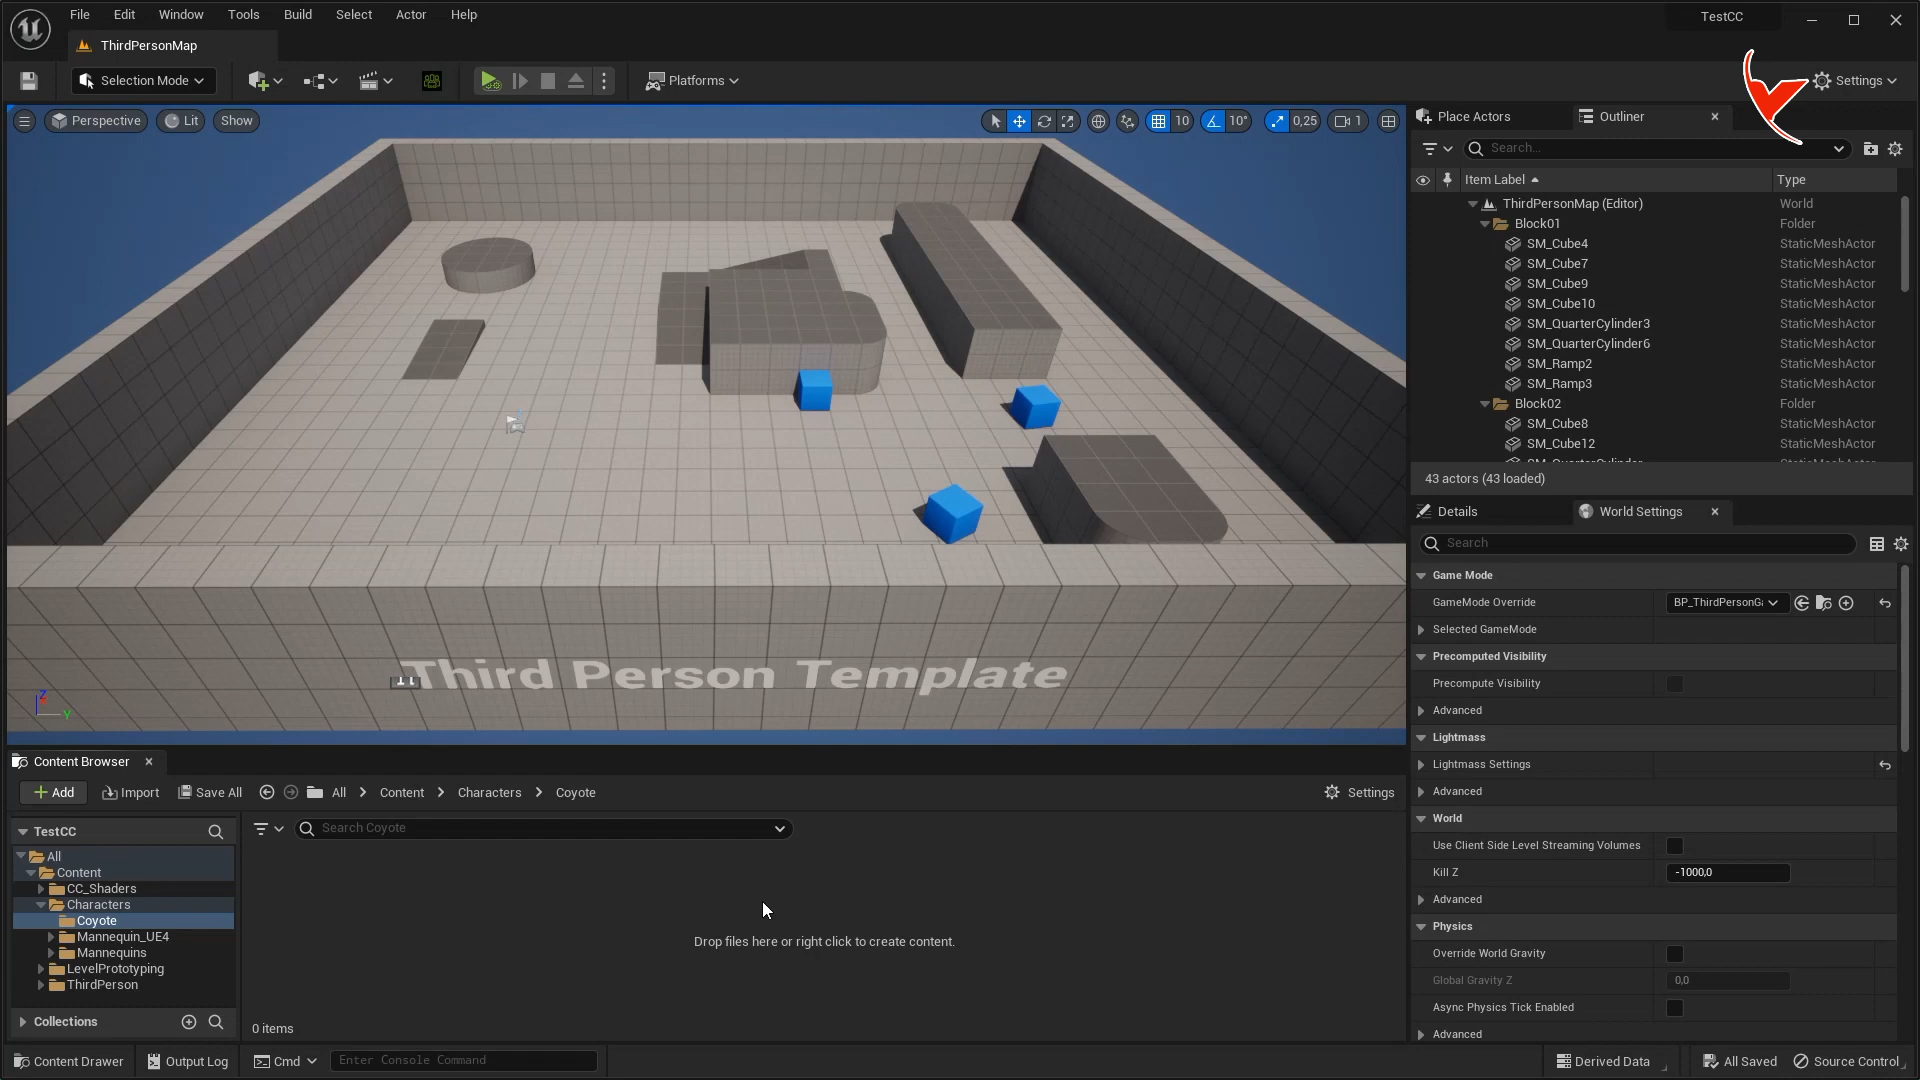 File Edit Window Tools Build Select Actor Help
TestCC
ThirdPersonMap
Selection Mode
Platforms
Settings
Perspective Lit Show
10 10° 0,25 1
Third Person Template
Place Actors Outliner
Search...
Item Label Type
ThirdPersonMap (Editor) World
Block01 Folder
SM_Cube4 StaticMeshActor
SM_Cube7 StaticMeshActor
SM_Cube9 StaticMeshActor
SM_Cube10 StaticMeshActor
SM_QuarterCylinder3 StaticMeshActor
SM_QuarterCylinder6 StaticMeshActor
SM_Ramp2 StaticMeshActor
SM_Ramp3 StaticMeshActor
Block02 Folder
SM_Cube8 StaticMeshActor
SM_Cube12 StaticMeshActor
43 actors (43 loaded)
Details World Settings
Search
Game Mode
GameMode Override BP_ThirdPersonG
Selected GameMode
Precomputed Visibility
Precompute Visibility
Advanced
Lightmass
Lightmass Settings
Advanced
World
Use Client Side Level Streaming Volumes
Kill Z -1000,0
Advanced
Physics
Override World Gravity
Global Gravity Z 0,0
Async Physics Tick Enabled
Advanced
Z
Y
Content Browser
Add Import Save All All Content Characters Coyote Settings
TestCC
Search Coyote
All
Content
CC_Shaders
Characters
Coyote
Mannequin_UE4
Mannequins
LevelPrototyping
ThirdPerson
Drop files here or right click to create content.
Collections
0 items
Content Drawer Output Log Cmd Enter Console Command Derived Data All Saved Source Control